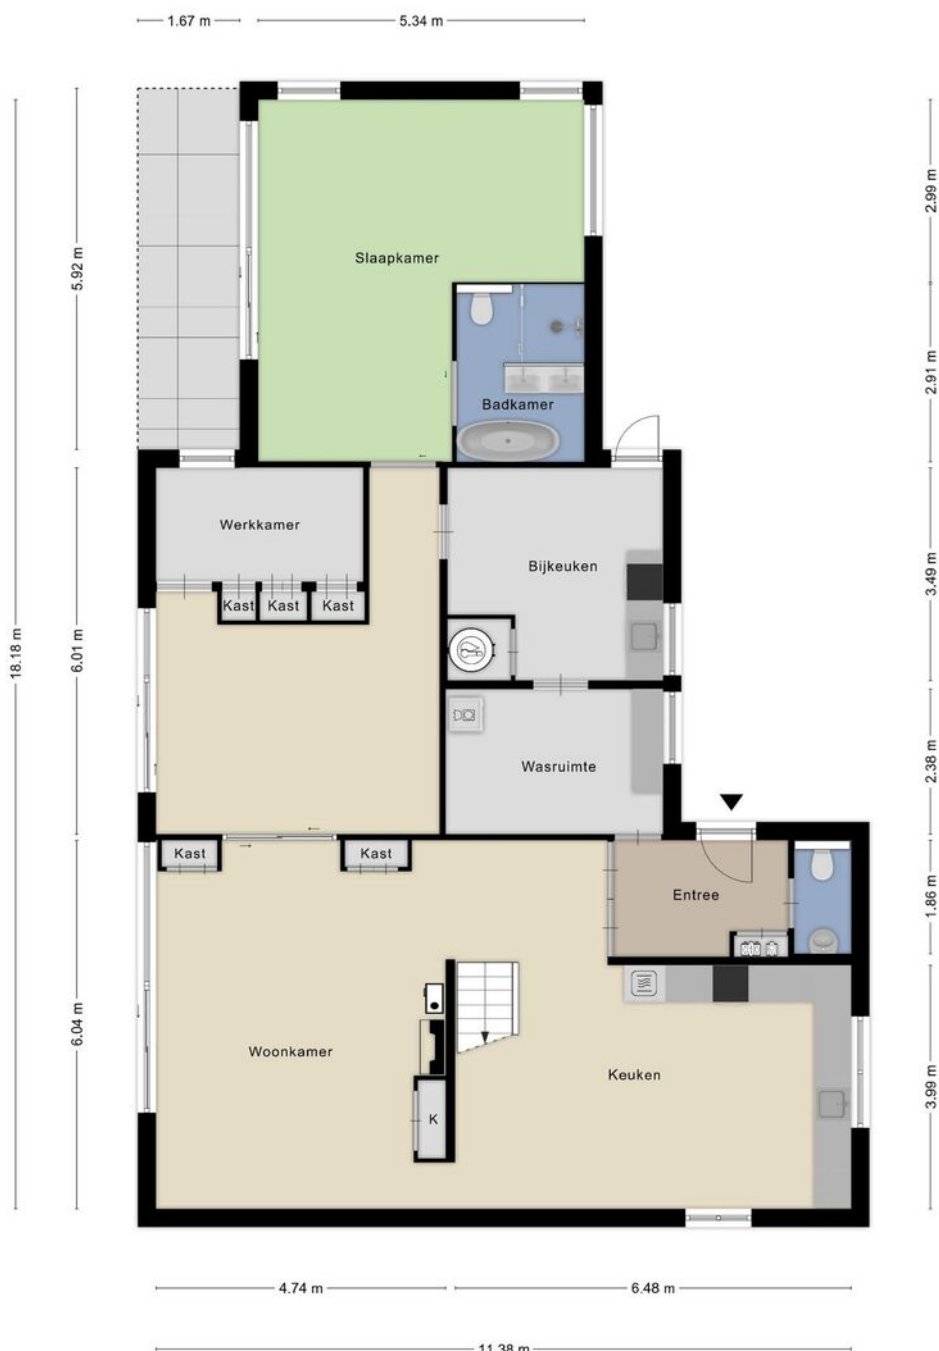 1.67 m
5.34 m
2.99 m
5.92 m
Slaapkamer
2.91 m
Badkamer
Werkkamer
Bijkeuken
3.49 m
Kast
Kast
Kast
18.18 m
6.01 m
Wasruimte
2.38 m
Kast
Kast
Entree
1.86 m
6.04 m
Woonkamer
Keuken
3.99 m
K
4.74 m
6.48 m
11.38 m